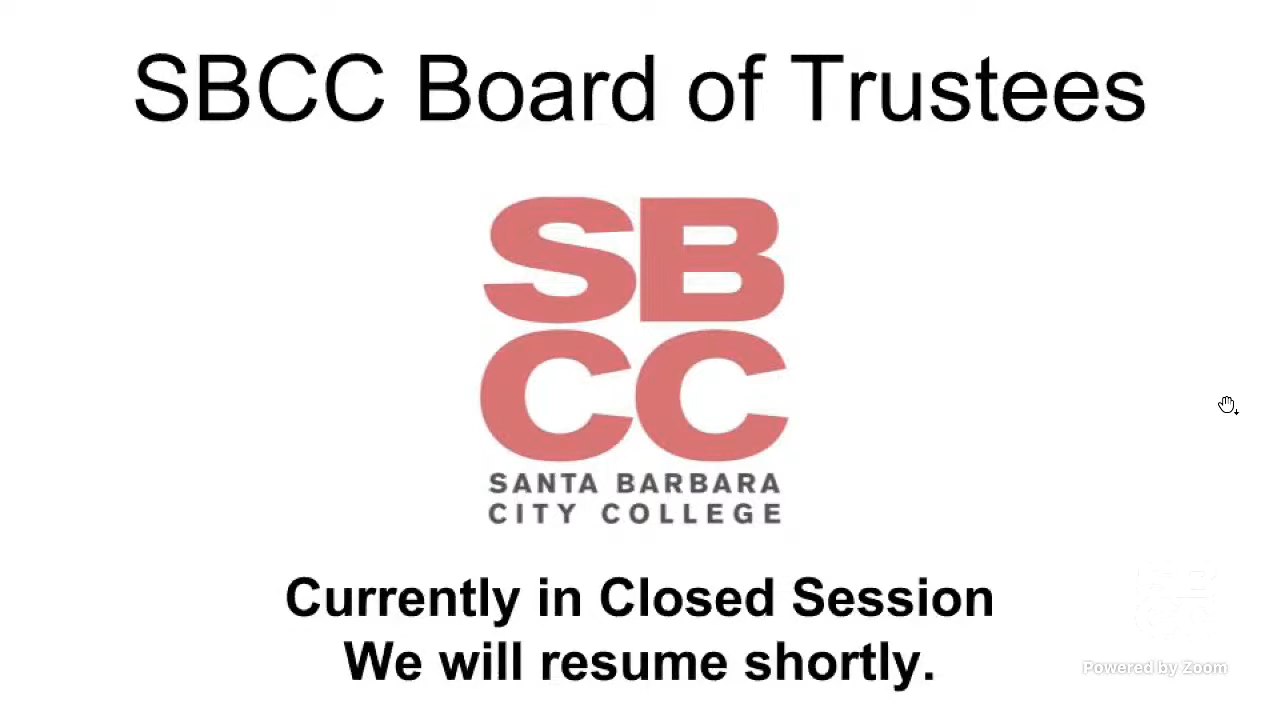 SBCC Board of Trustees
SB
CC
SANTA BARBARA
CITY COLLEGE
Currently in Closed Session
We will resume shortly.
Powered by Zoom